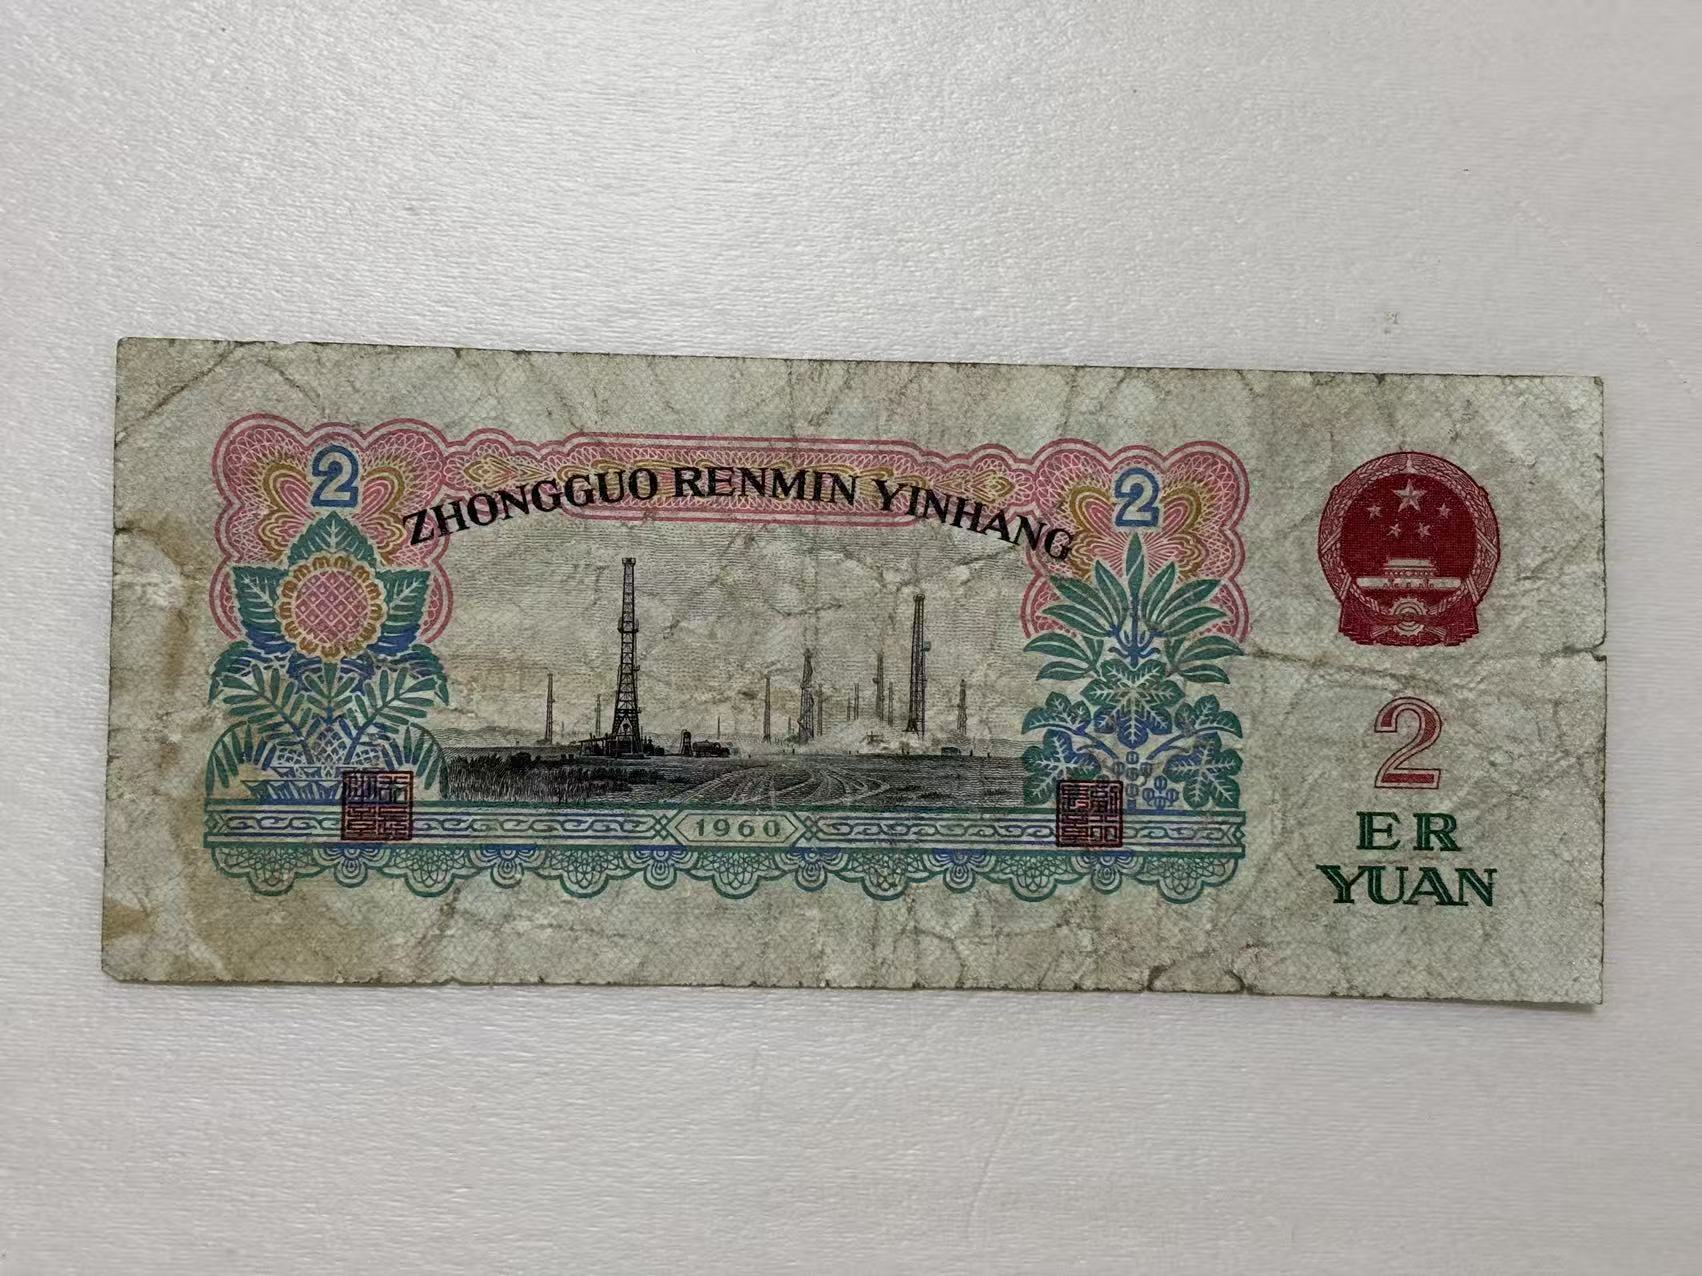 2 2
ZHONGGUO RENMIN YINHANG
1960
2
ER
YUAN